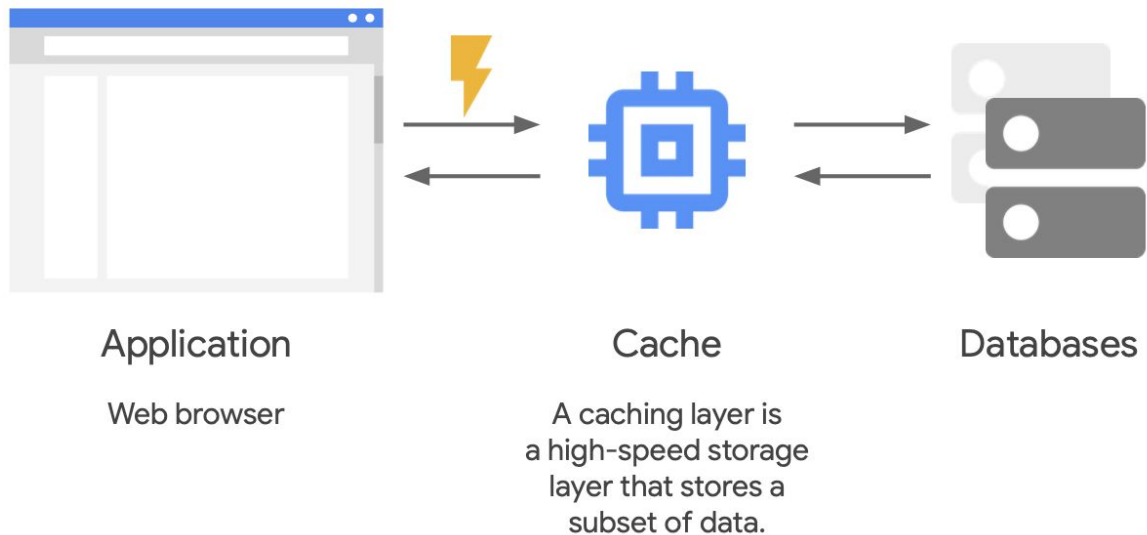 Application
Web browser
Cache
A caching layer is
a high-speed storage
layer that stores a
subset of data.
Databases